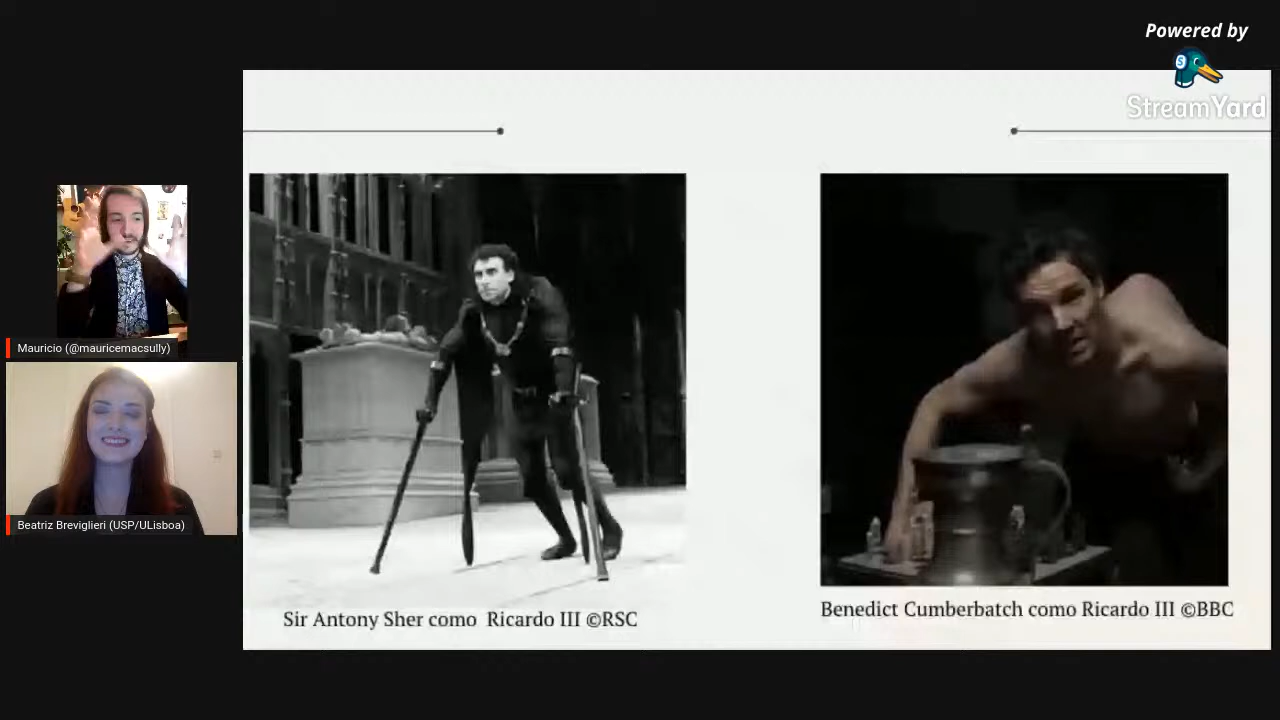 Powered by
S
StreamYard
Mauricio (@mauricemacsully)
Beatriz Breviglieri (USP/ULisboa)
Sir Antony Sher como Ricardo III ©RSC
Benedict Cumberbatch como Ricardo III ©BBC